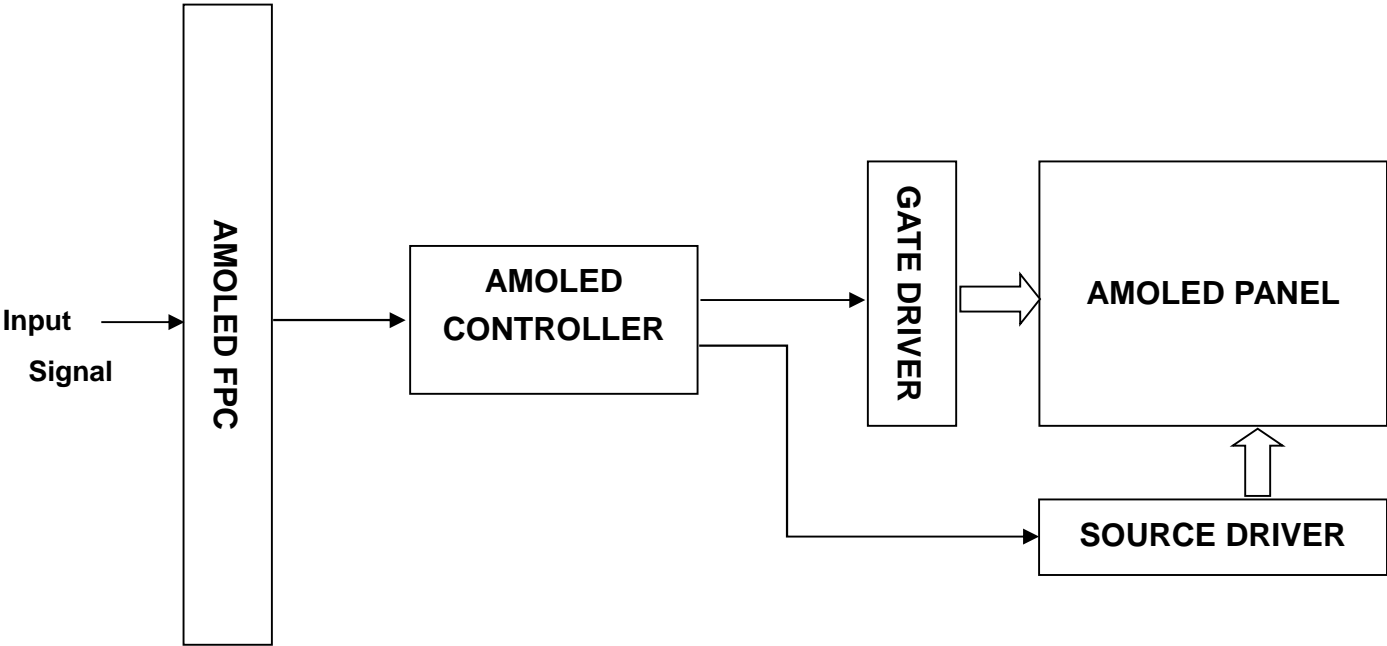 Input
Signal
AMOLED FPC
AMOLED
CONTROLLER
GATE DRIVER
AMOLED PANEL
SOURCE DRIVER